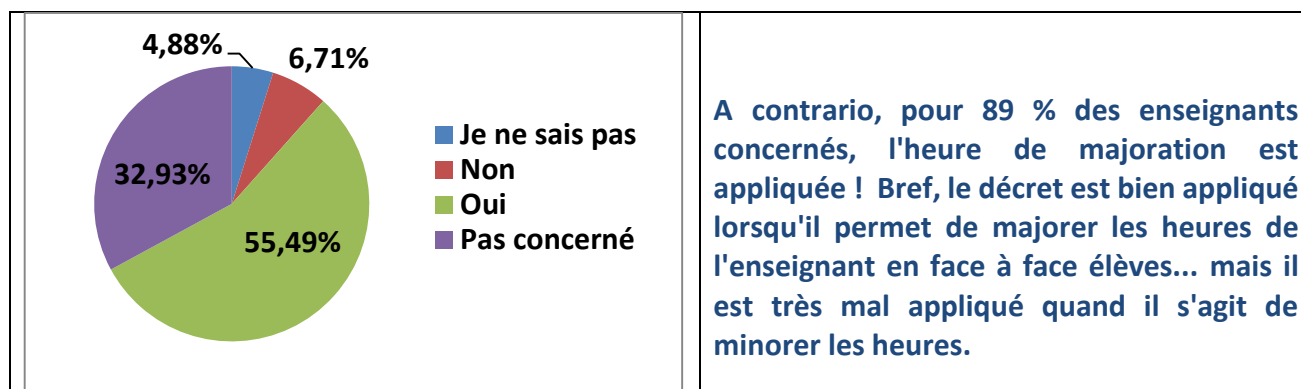 4,88%
6,71%
32,93%
55,49%
Je ne sais pas
Non
Oui
Pas concerné
A contrario, pour 89 % des enseignants
concernés, l'heure de majoration est
appliquée ! Bref, le décret est bien appliqué
lorsqu'il permet de majorer les heures de
l'enseignant en face à face élèves... mais il
est très mal appliqué quand il s'agit de
minorer les heures.